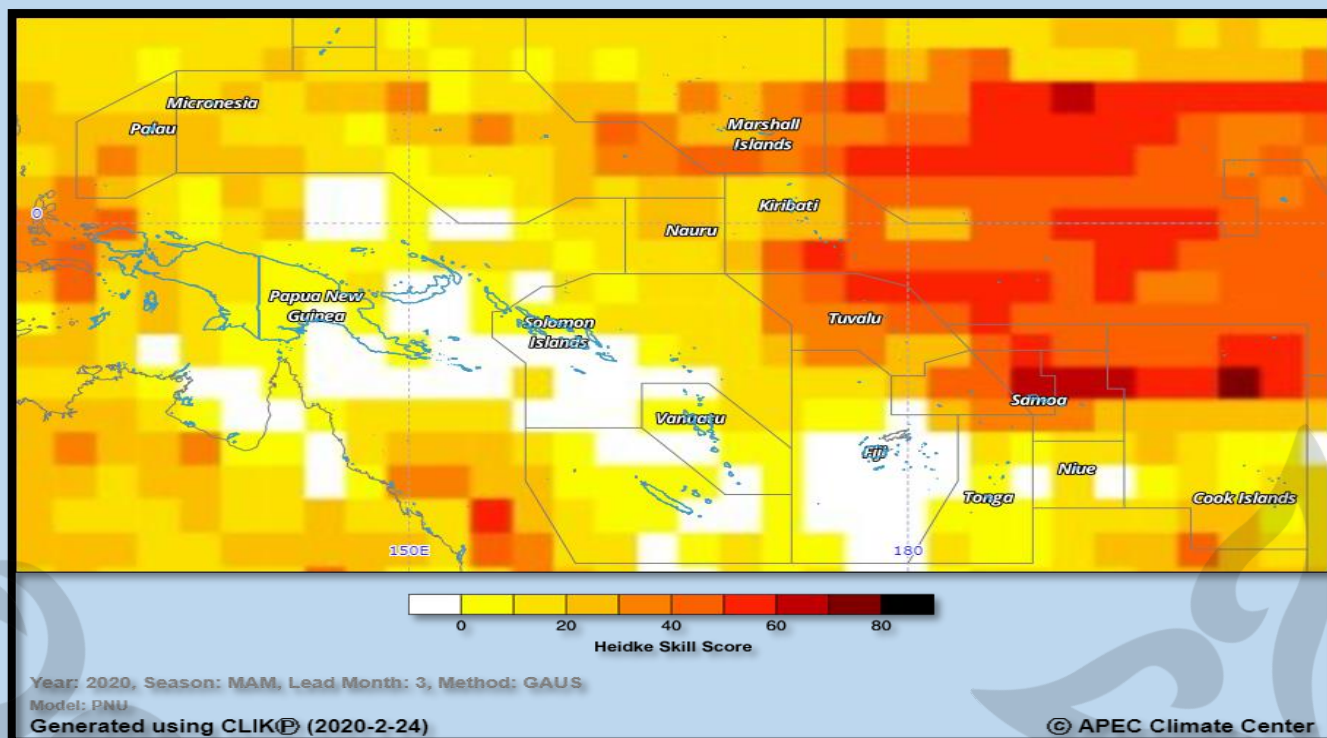 Micronesia
Palau
Marshall
Islands
Kiribati
0
Nauru
Papua New
Guinea
Solomon
Islands
Tuvalu
Samoa
Vanuatu
Fiji
Niue
Tonga
Cook Islands
150E
180
0 20 40 60 80
Heidke Skill Score
Year: 2020, Season: MAM, Lead Month: 3, Method: GAUS
Model: PNU
Generated using CLIKⓅ (2020-2-24)
© APEC Climate Center